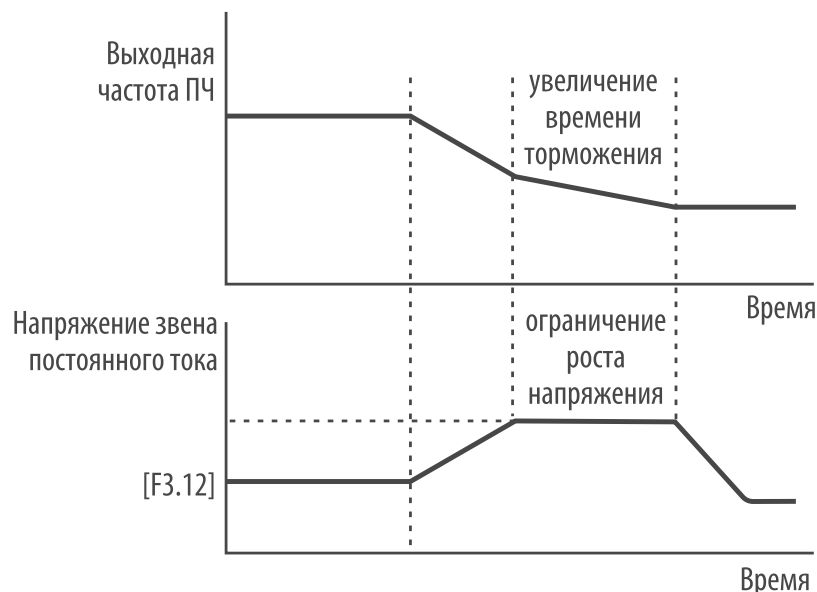 Выходная
частота ПЧ
увеличение
времени
торможения
Время
Напряжение звена
постоянного тока
ограничение
роста
напряжения
[F3.12]
Время